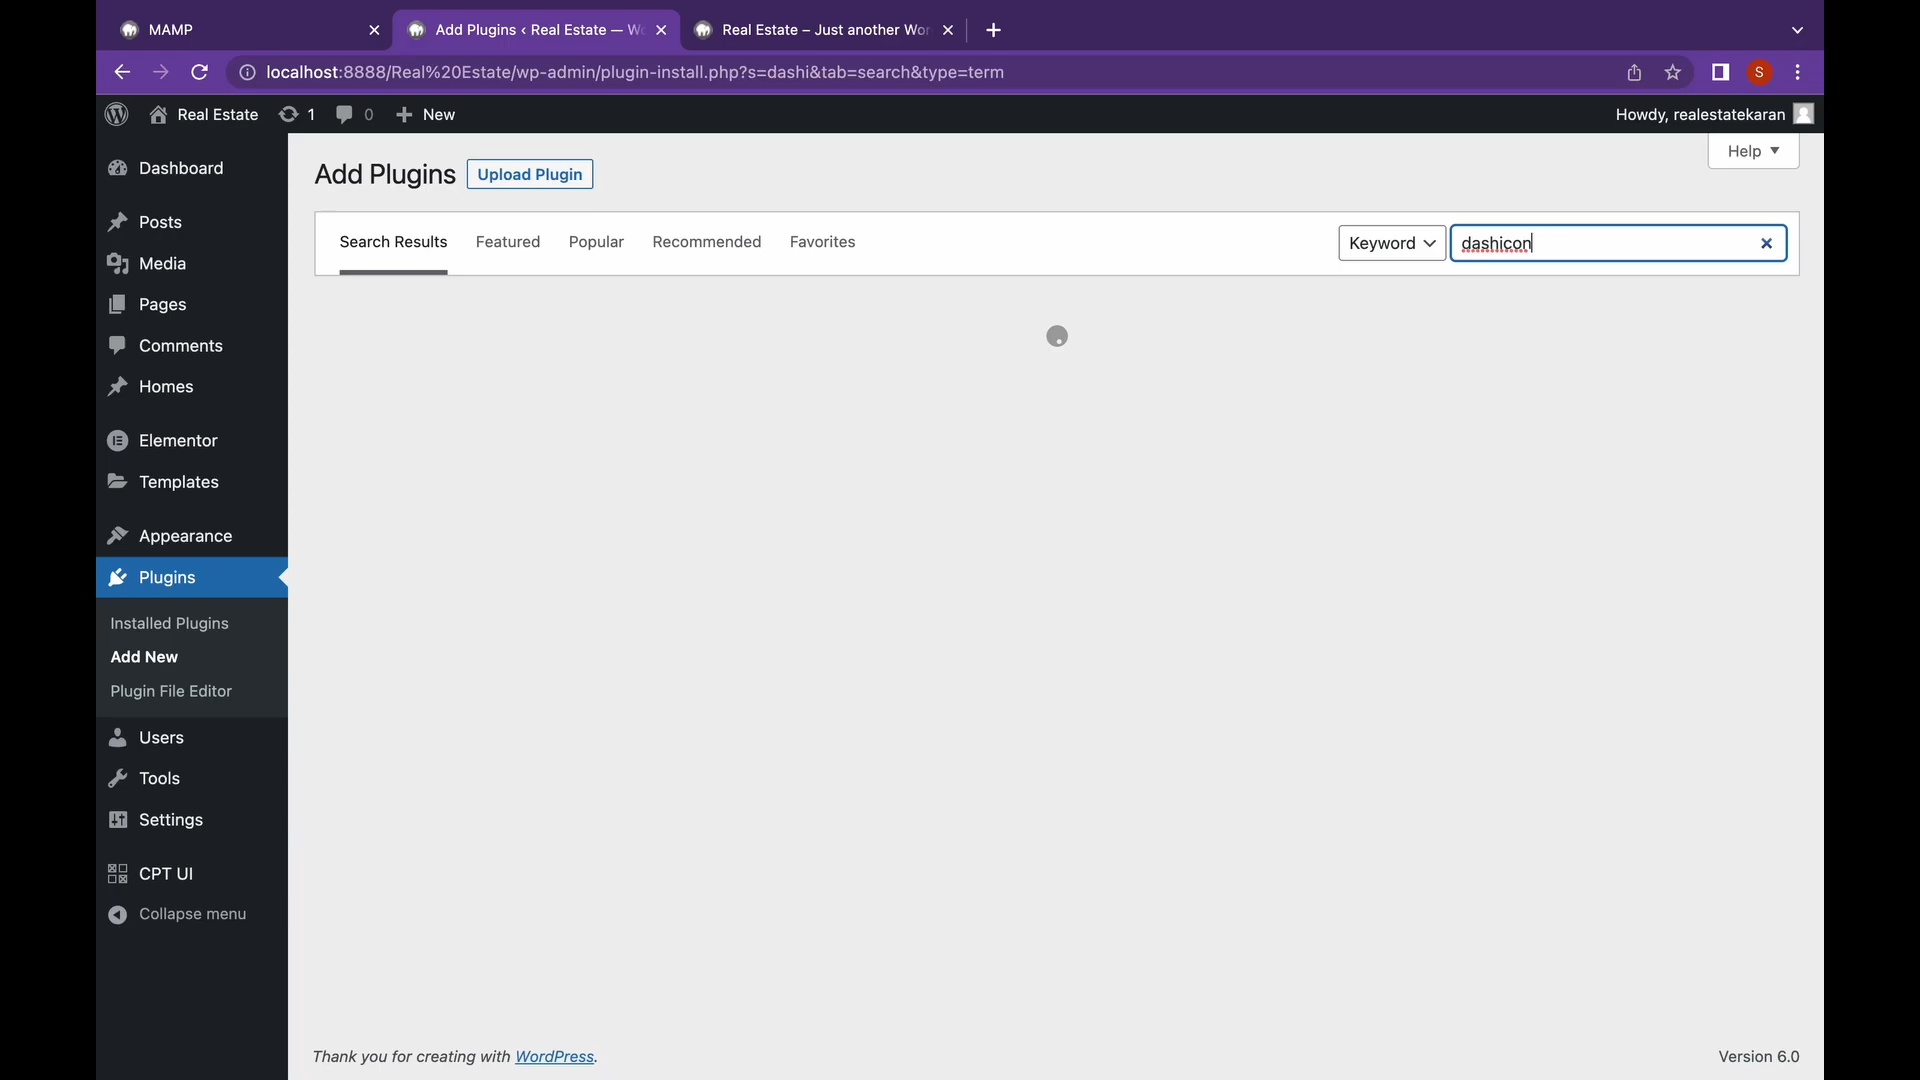 MAMP
Add Plugins ‹ Real Estate — Wo
Real Estate – Just another Wor
localhost:8888/Real%20Estate/wp-admin/plugin-install.php?s=dashi&tab=search&type=term
S
Real Estate
1
0
New
Howdy, realestatekaran
Help
Dashboard
Posts
Media
Pages
Comments
Homes
Elementor
Templates
Appearance
Plugins
Installed Plugins
Add New
Plugin File Editor
Users
Tools
Settings
CPT UI
Collapse menu
Add Plugins
Upload Plugin
Search Results
Featured
Popular
Recommended
Favorites
Keyword
dashicon
Thank you for creating with WordPress.
Version 6.0